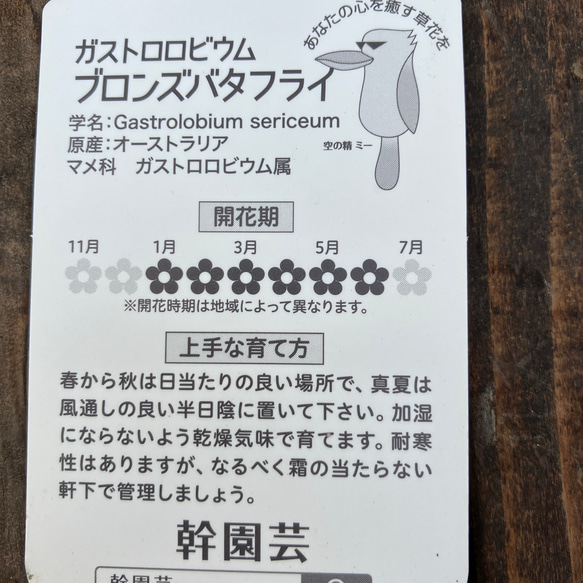 あなたの心を癒す草花を
ガストロロビウム
ブロンズバタフライ
学名:Gastrolobium sericeum
原産:オーストラリア
空の精 ミー
マメ科 ガストロロビウム属
開花期
11月 1月 3月 5月 7月
※開花時期は地域によって異なります。
上手な育て方
春から秋は日当たりの良い場所で、真夏は
風通しの良い半日陰に置いて下さい。加湿
にならないよう乾燥気味で育てます。耐寒
性はありますが、なるべく霜の当たらない
軒下で管理しましょう。
幹園芸
幹園芸